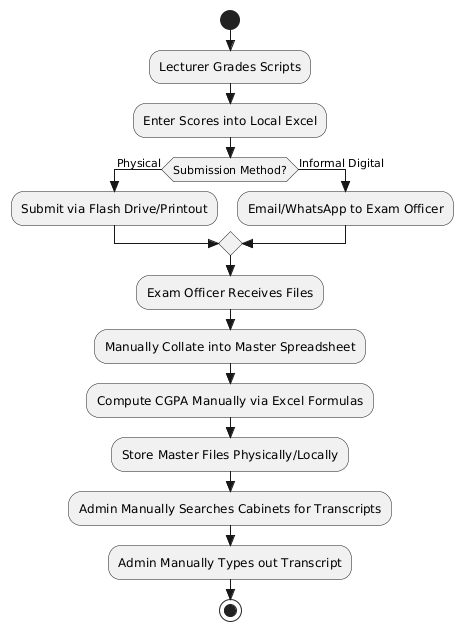 Lecturer Grades Scripts
Enter Scores into Local Excel
Physical
Submission Method?
Informal Digital
Submit via Flash Drive/Printout
Email/WhatsApp to Exam Officer
Exam Officer Receives Files
Manually Collate into Master Spreadsheet
Compute CGPA Manually via Excel Formulas
Store Master Files Physically/Locally
Admin Manually Searches Cabinets for Transcripts
Admin Manually Types out Transcript